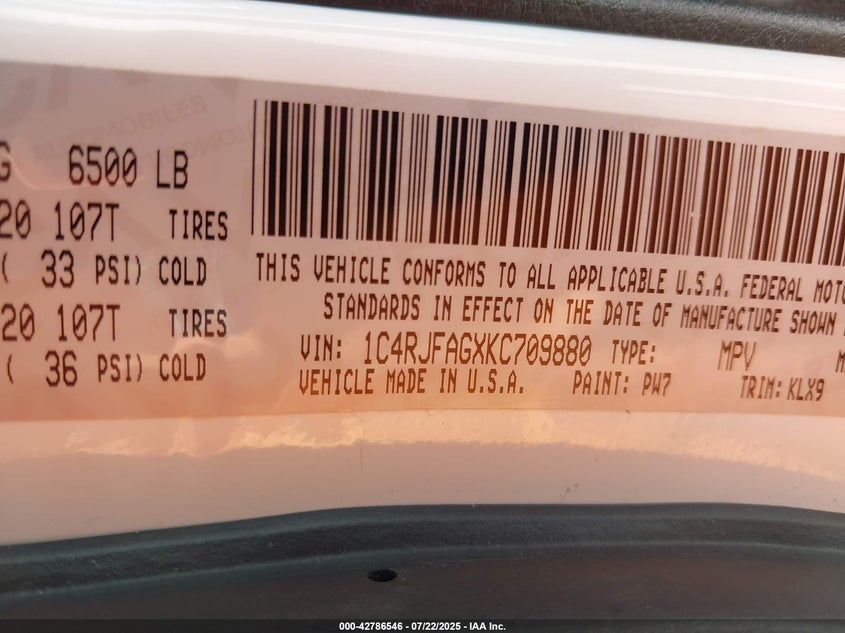 G 6500 LB
20 107T TIRES
( 33 PSI) COLD
20 107T TIRES
( 36 PSI) COLD
THIS VEHICLE CONFORMS TO ALL APPLICABLE U.S.A. FEDERAL MOTO
STANDARDS IN EFFECT ON THE DATE OF MANUFACTURE SHOWN
VIN: 1C4RJFAGXKC709880 TYPE: MPV M
VEHICLE MADE IN U.S.A. PAINT: PW7 TRIM: KLX9
AUTOMOBILES
000-42786546 - 07/22/2025 - IAA Inc.